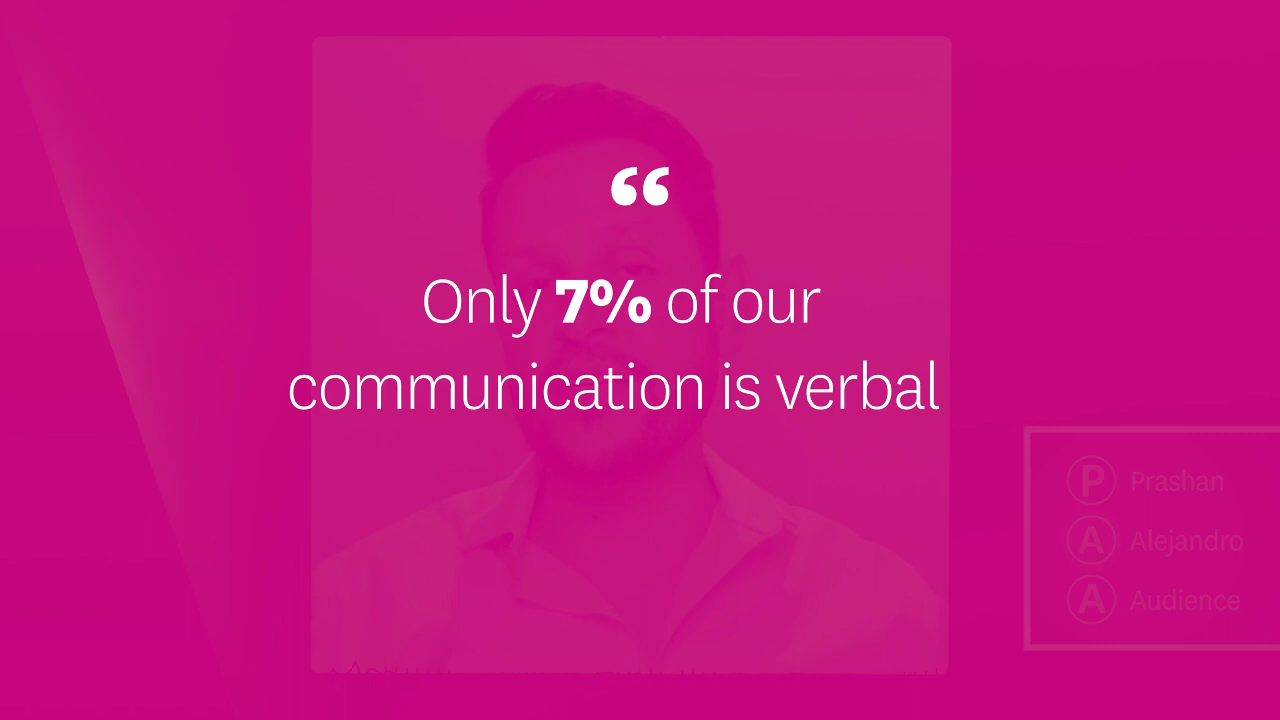 “
Only 7% of our
communication is verbal
P Prashan
A Alejandro
A Audience